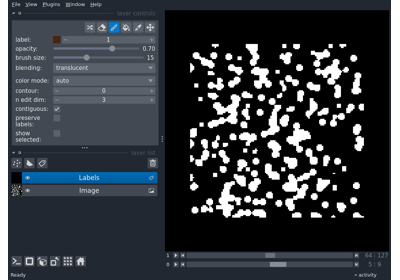 File View Plugins Window Help
layer controls
label: 1
opacity: 0.70
brush size: 15
blending: translucent
color mode: auto
contour: 0
n edit dim: 3
contiguous:
preserve
labels:
show
selected:
layer list
Labels
Image
1 64 127
0 5 9
Ready activity